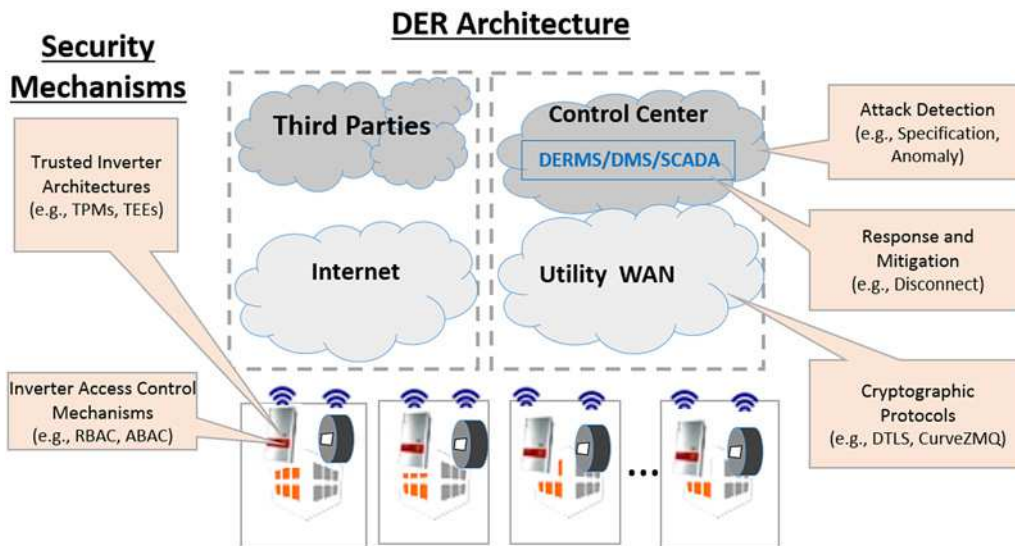 DER Architecture
Security
Mechanisms
Third Parties
Control Center
DERMS/DMS/SCADA
Attack Detection
(e.g., Specification,
Anomaly)
Trusted Inverter
Architectures
(e.g., TPMs, TEEs)
Response and
Mitigation
(e.g., Disconnect)
Internet
Utility WAN
Inverter Access Control
Mechanisms
(e.g., RBAC, ABAC)
Cryptographic
Protocols
(e.g., DTLS, CurveZMQ)
...